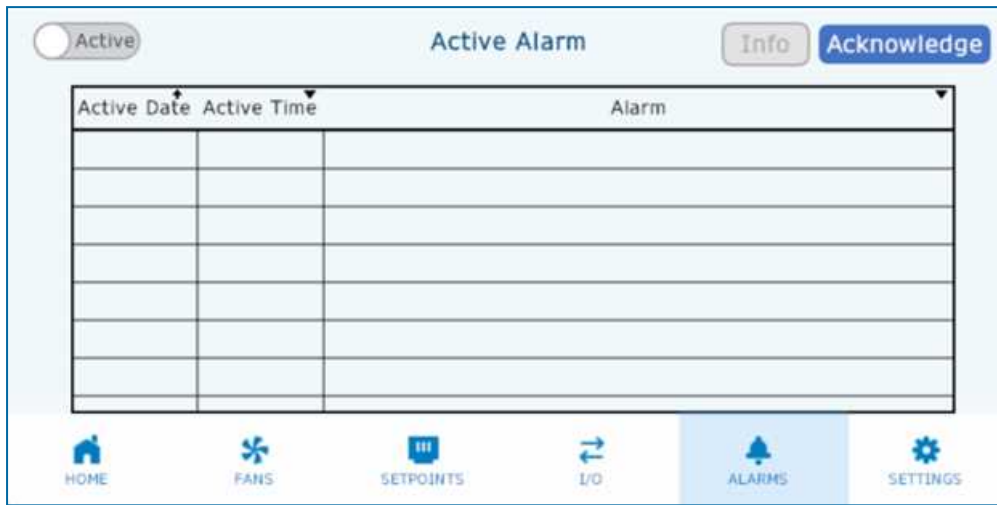 Active Active Alarm Info Acknowledge
Active Date Active Time Alarm
HOME FANS SETPOINTS I/O ALARMS SETTINGS